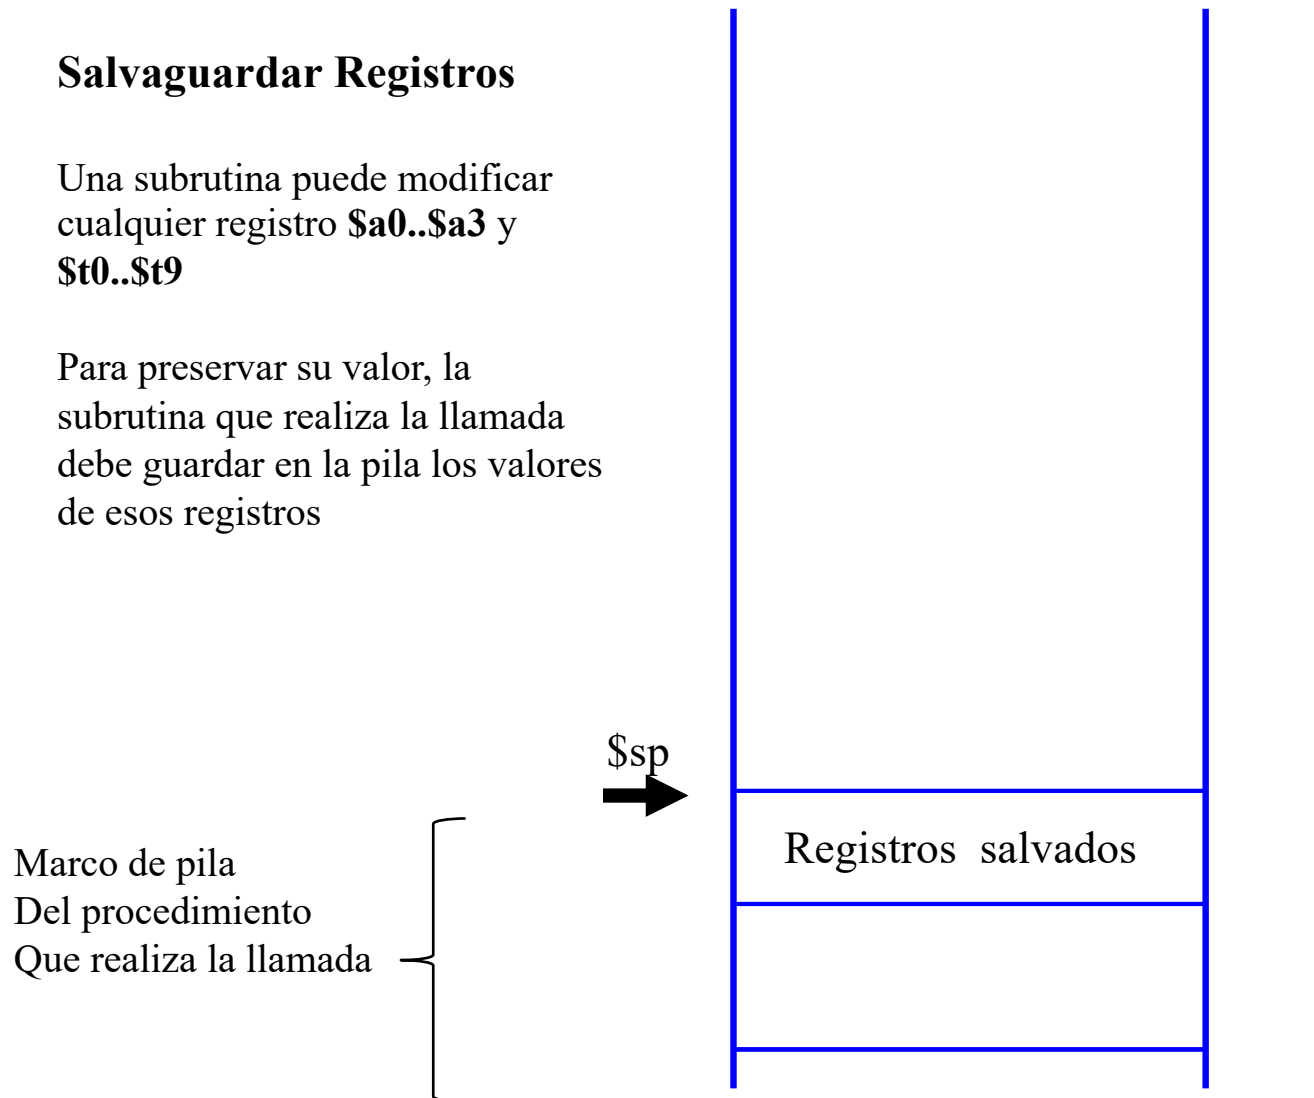 Salvaguardar Registros
Una subrutina puede modificar
cualquier registro $a0..$a3 y
$t0..$t9
Para preservar su valor, la
subrutina que realiza la llamada
debe guardar en la pila los valores
de esos registros
$sp
Registros salvados
Marco de pila
Del procedimiento
Que realiza la llamada